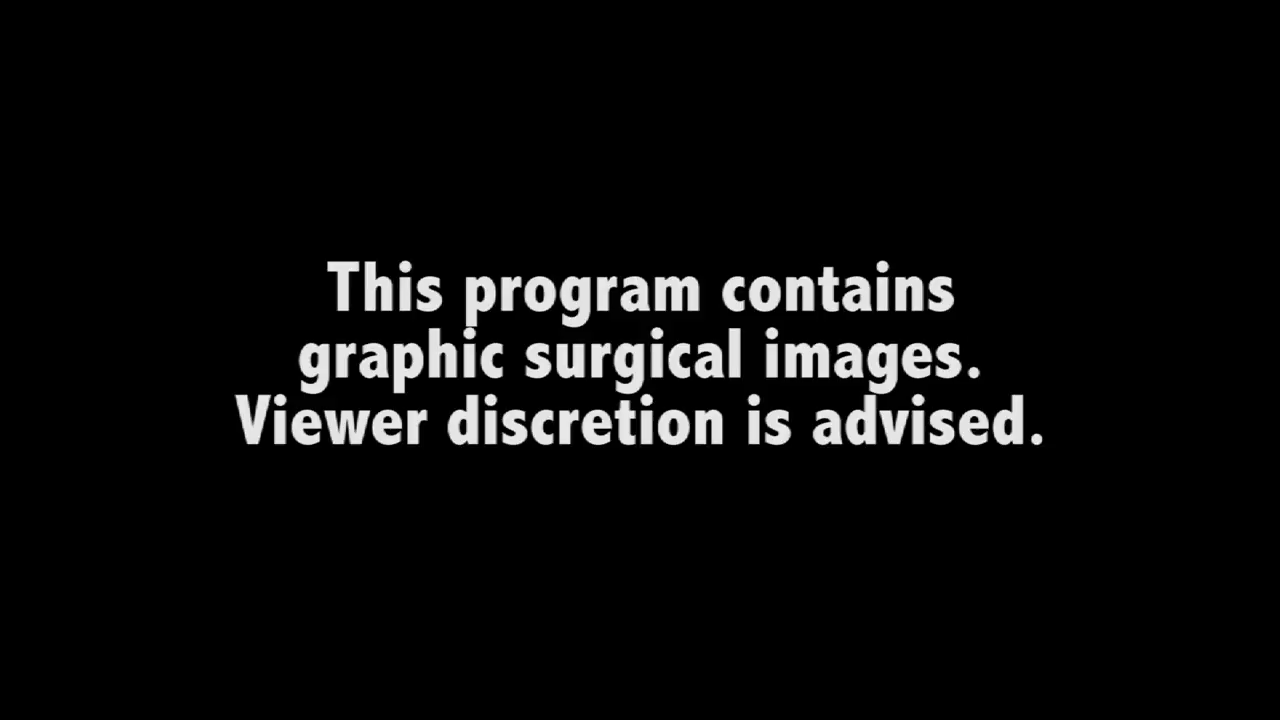 This program contains
graphic surgical images.
Viewer discretion is advised.